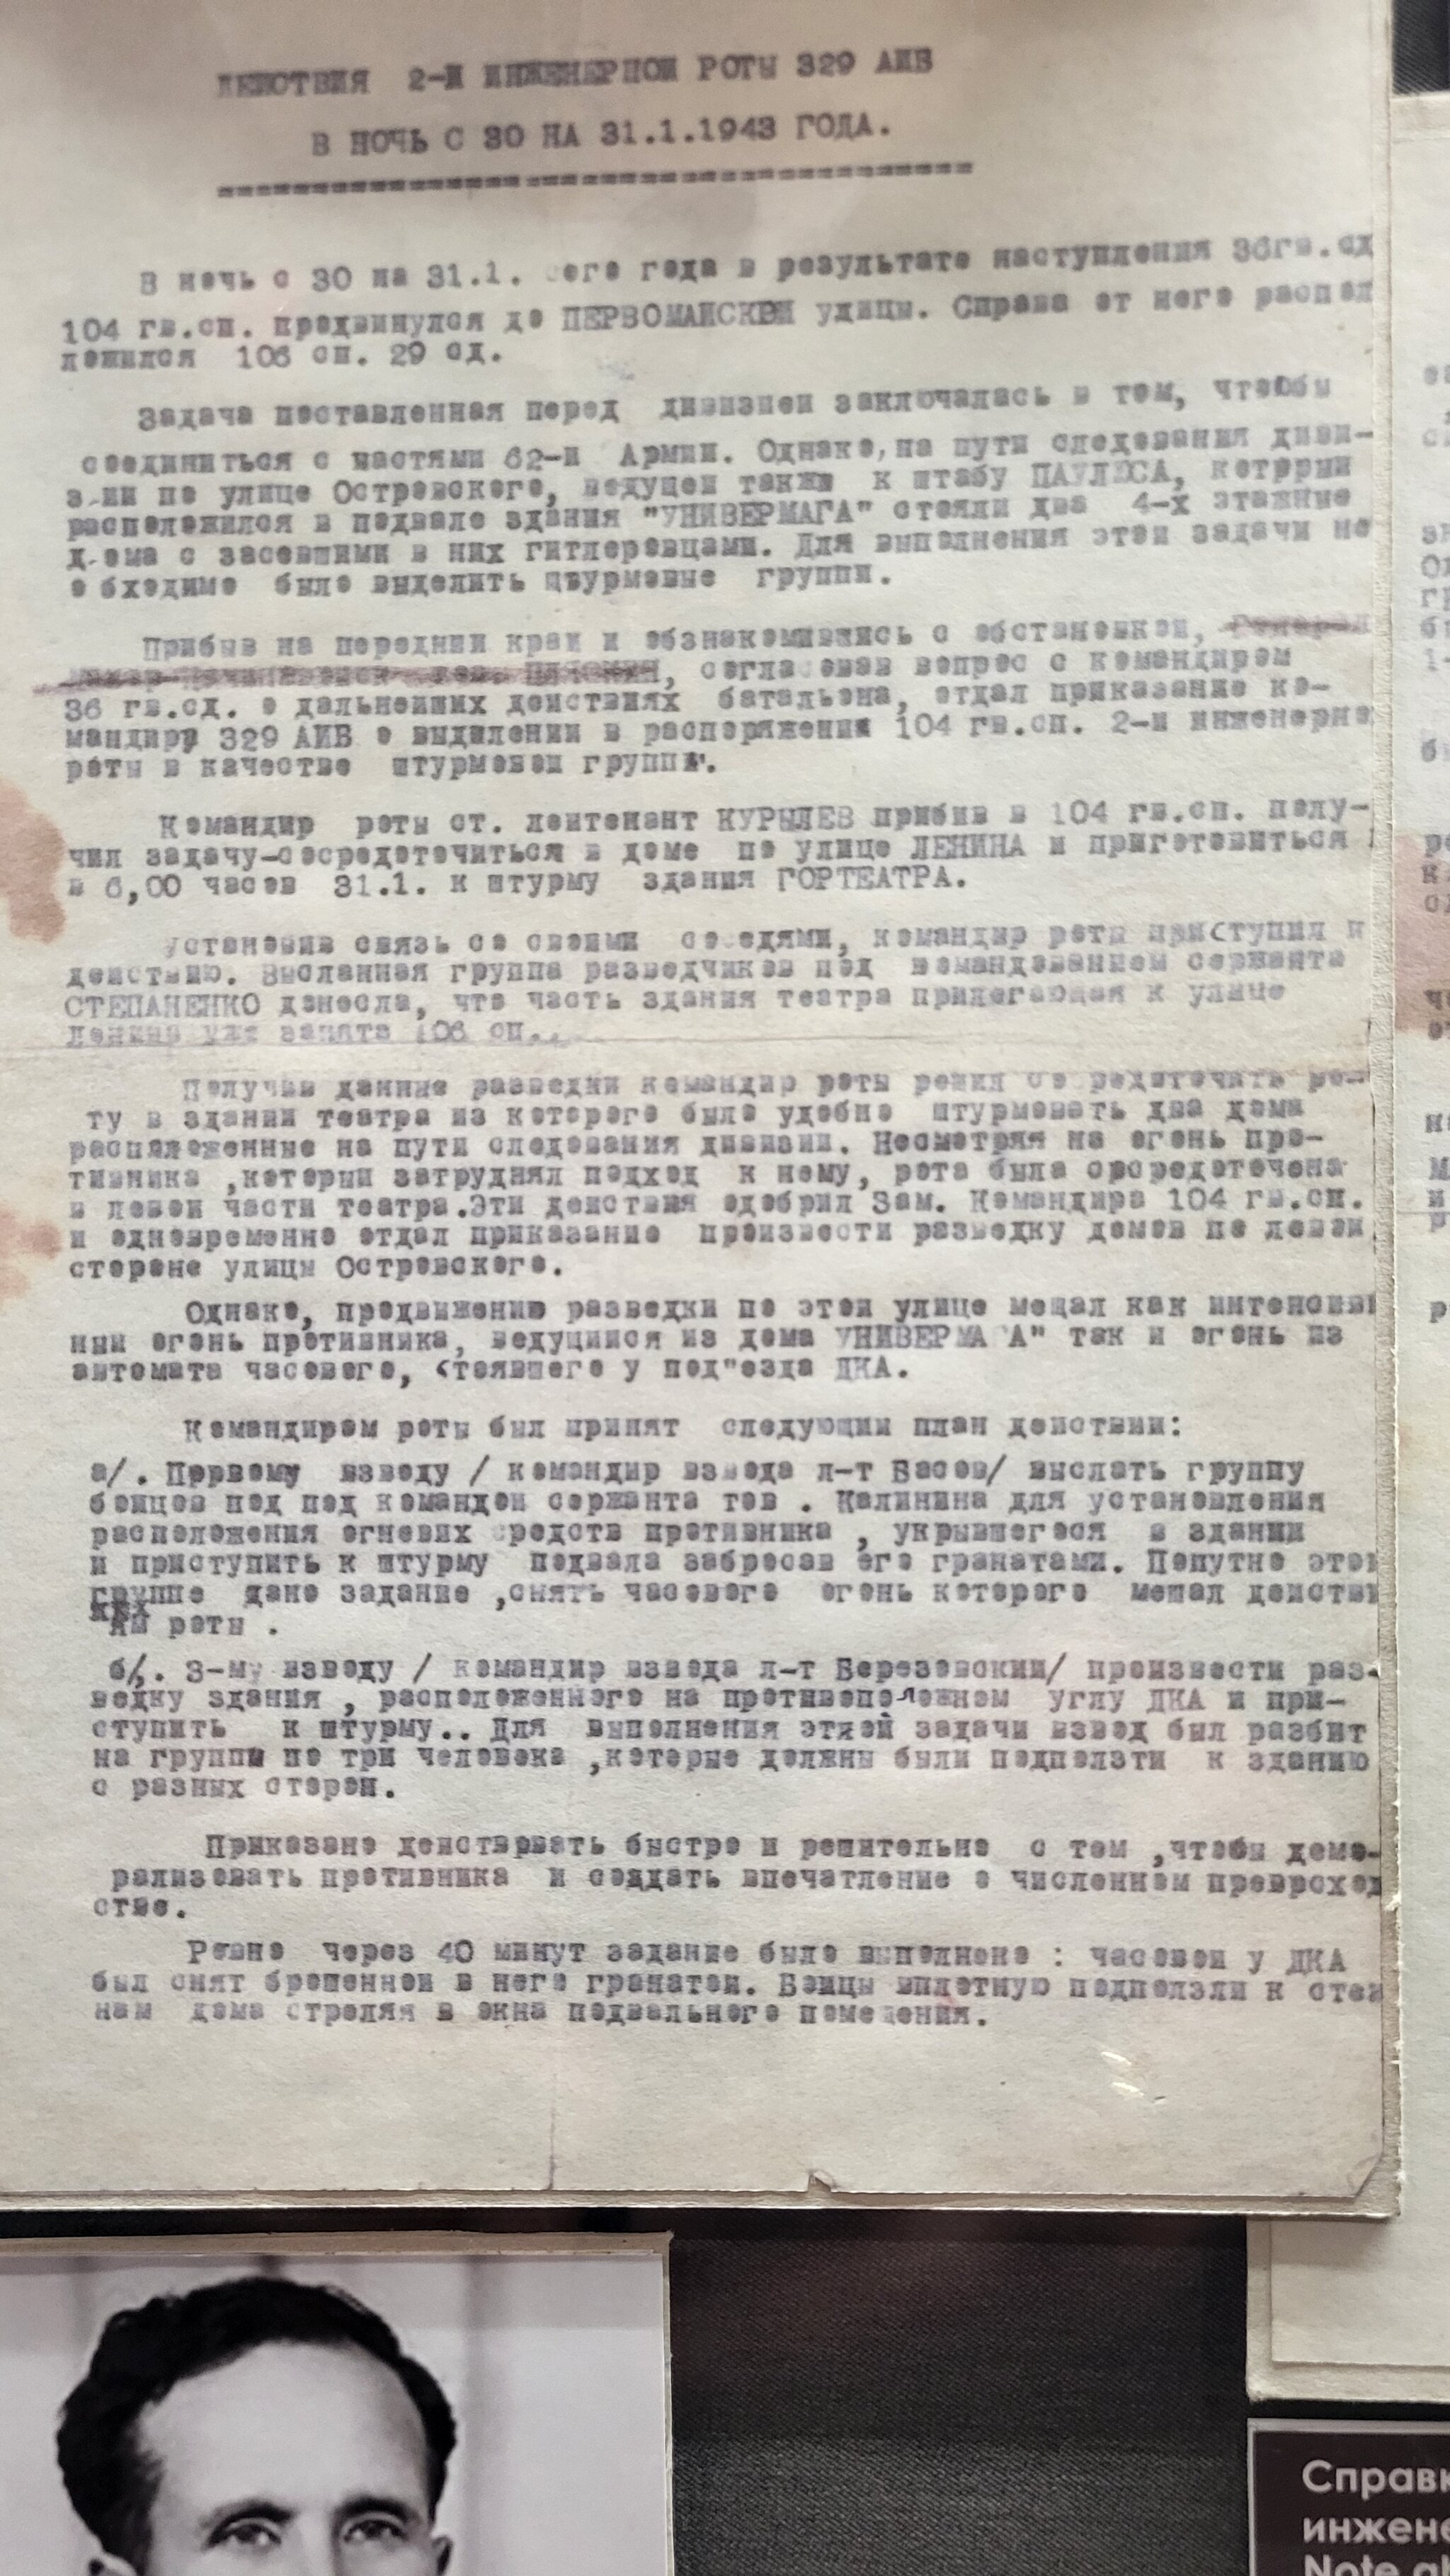 ДЕЙСТВИЯ 2-Й ИНЖЕНЕРНОЙ РОТЫ 329 АИБ
В НОЧЬ С 30 НА 31.1.1943 ГОДА.
В ночь с 30 на 31.1. сего года в результате наступления 36гв.сд
104 гв.сп. продвинулся до ПЕРВОМАЙСКОЙ улицы. Справа от него распол
ложился 106 сп. 29 сд.
Задача поставленная перед дивизией заключалась в том, чтобы
соединиться с частями 62-й Армии. Однако, на пути следования диви-
з-ии по улице Островского, ведущей также к штабу ПАУЛЮСА, который
расположился в подвале здания "УНИВЕРМАГА" стояли два 4-х этажные
д-ома с засевшими в них гитлеровцами. Для выполнения этой задачи не
обходимо было выделить штурмовые группы.
Прибыв на передний край и обзнакомившись с обстановкой, Генерал
согласовав вопрос с командиром
36 гв.сд. о дальнейших действиях батальона, отдал приказание ко-
мандиру 329 АИБ о выделении в распоряжения 104 гв.сп. 2-й инженерно
роты в качестве штурмовой группы.
Командир роты ст. лейтенант КУРЫЛЕВ прибыв в 104 гв.сп. полу-
чил задачу-сосредоточиться в доме по улице ЛЕНИНА и приготовиться
в 6,00 часов 31.1. к штурму здания ГОРТЕАТРА.
Установив связь со своими соседями, командир роты приступил к
действию. Высланная группа разведчиков под командованием сержанта
СТЕПАНЕНКО донесла, что часть здания театра прилегающая к улице
Ленина уже занята 106 сп..
Получив данные разведки командир роты решил сосредоточить ро-
ту в здании театра из которого было удобно штурмовать два дома
расположенные на пути следования дивизии. Несмотря на огонь про-
тивника ,который затруднял подход к нему, рота была сосредоточена
в левой части театра.Эти действия одобрил Зам. Командира 104 гв.сп.
и одновременно отдал приказание произвести разведку домов по левой
стороне улицы Островского.
Однако, продвижению разведки по этой улице мешал как интенсивн
ный огонь противника, ведущийся из дома УНИВЕРМАГА" так и огонь из
автомата часового, стоявшего у под"езда ДКА.
Командиром роты был принят следующий план действий:
а/. Первому взводу / командир взвода л-т Басов/ выслать группу
бойцов под под командой сержанта тов . Калинина для установления
расположения огневых средств противника , укрывшегося в здании
и приступить к штурму подвала забросав его гранатами. Попутно этой
группе дано задание ,снять часового огонь которого мешал действи
ям роты .
б/. 3-му взводу / командир взвода л-т Березовский/ произвести раз-
ведку здания , расположенного на противоположном углу ДКА и при-
ступить к штурму.. Для выполнения этяей задачи взвод был разбит
на группы по три человека ,которые должны были подползти к зданию
с разных сторон.
Приказано действрвать быстро и решительно с тем ,чтобы демо-
рализовать противника и создать впечатление о численном преврсход
стве.
Ровно через 40 минут задание было выполнено : часовой у ДКА
был снят брошенной в него гранатой. Бойцы вплотную подползли к стен
нам дома стреляя в окна подвального помещения.
Справк
инжене
Note a